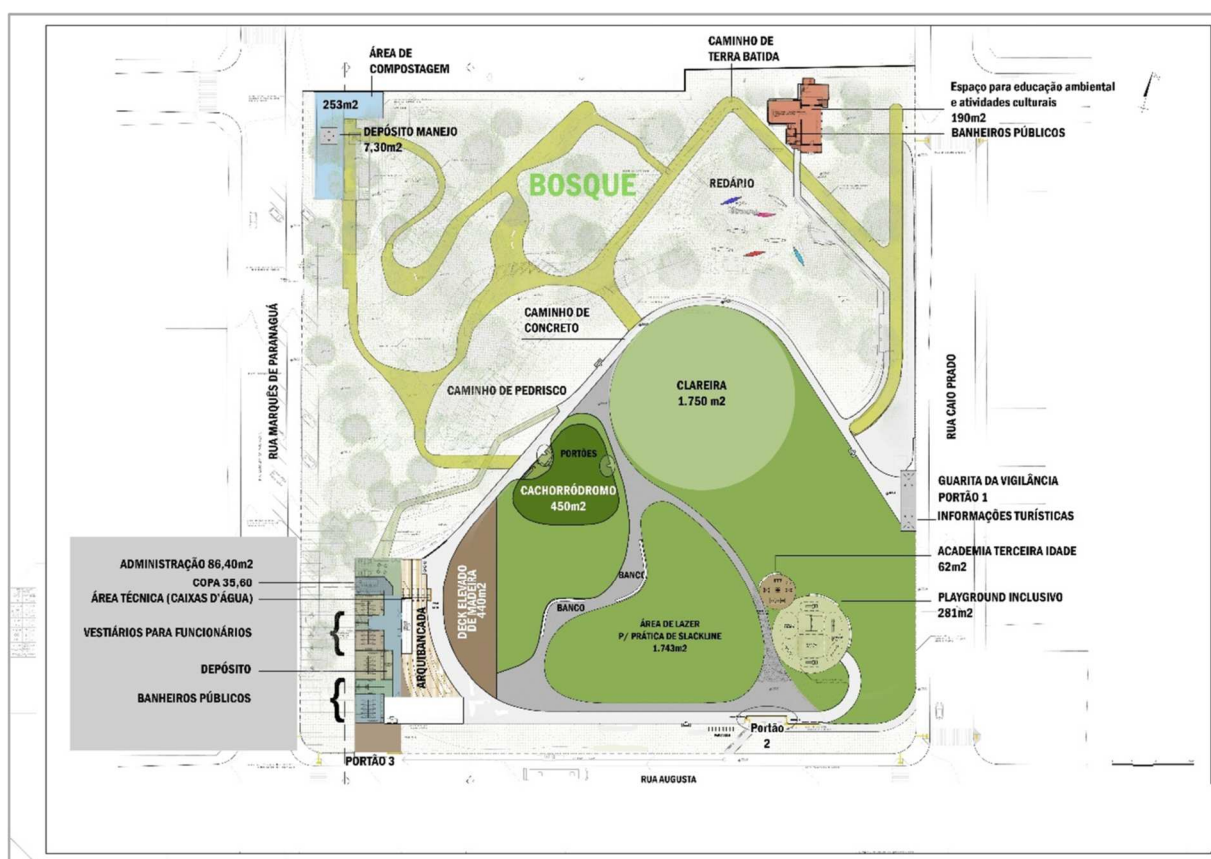 ÁREA DE
COMPOSTAGEM
253m2
DEPÓSITO MANEJO
7,30m2
CAMINHO DE
TERRA BATIDA
Espaço para educação ambiental
e atividades culturais
190m2
BANHEIROS PÚBLICOS
BOSQUE
REDÁRIO
RUA MARQUÊS DE PARANAGUÁ
CAMINHO DE
CONCRETO
CAMINHO DE PEDRISCO
CLAREIRA
1.750 m2
RUA CAIO PRADO
PORTÕES
CACHORRÓDROMO
450m2
GUARITA DA VIGILÂNCIA
PORTÃO 1
INFORMAÇÕES TURÍSTICAS
ACADEMIA TERCEIRA IDADE
62m2
PLAYGROUND INCLUSIVO
281m2
ADMINISTRAÇÃO 86,40m2
COPA 35,60
ÁREA TÉCNICA (CAIXAS D'ÁGUA)
VESTIÁRIOS PARA FUNCIONÁRIOS
DEPÓSITO
BANHEIROS PÚBLICOS
ARQUIBANCADA
DECK ELEVADO
DE MADEIRA
440m2
BANCO
BANCO
ÁREA DE LAZER
P/ PRÁTICA DE SLACKLINE
1.743m2
Portão
2
PORTÃO 3
RUA AUGUSTA